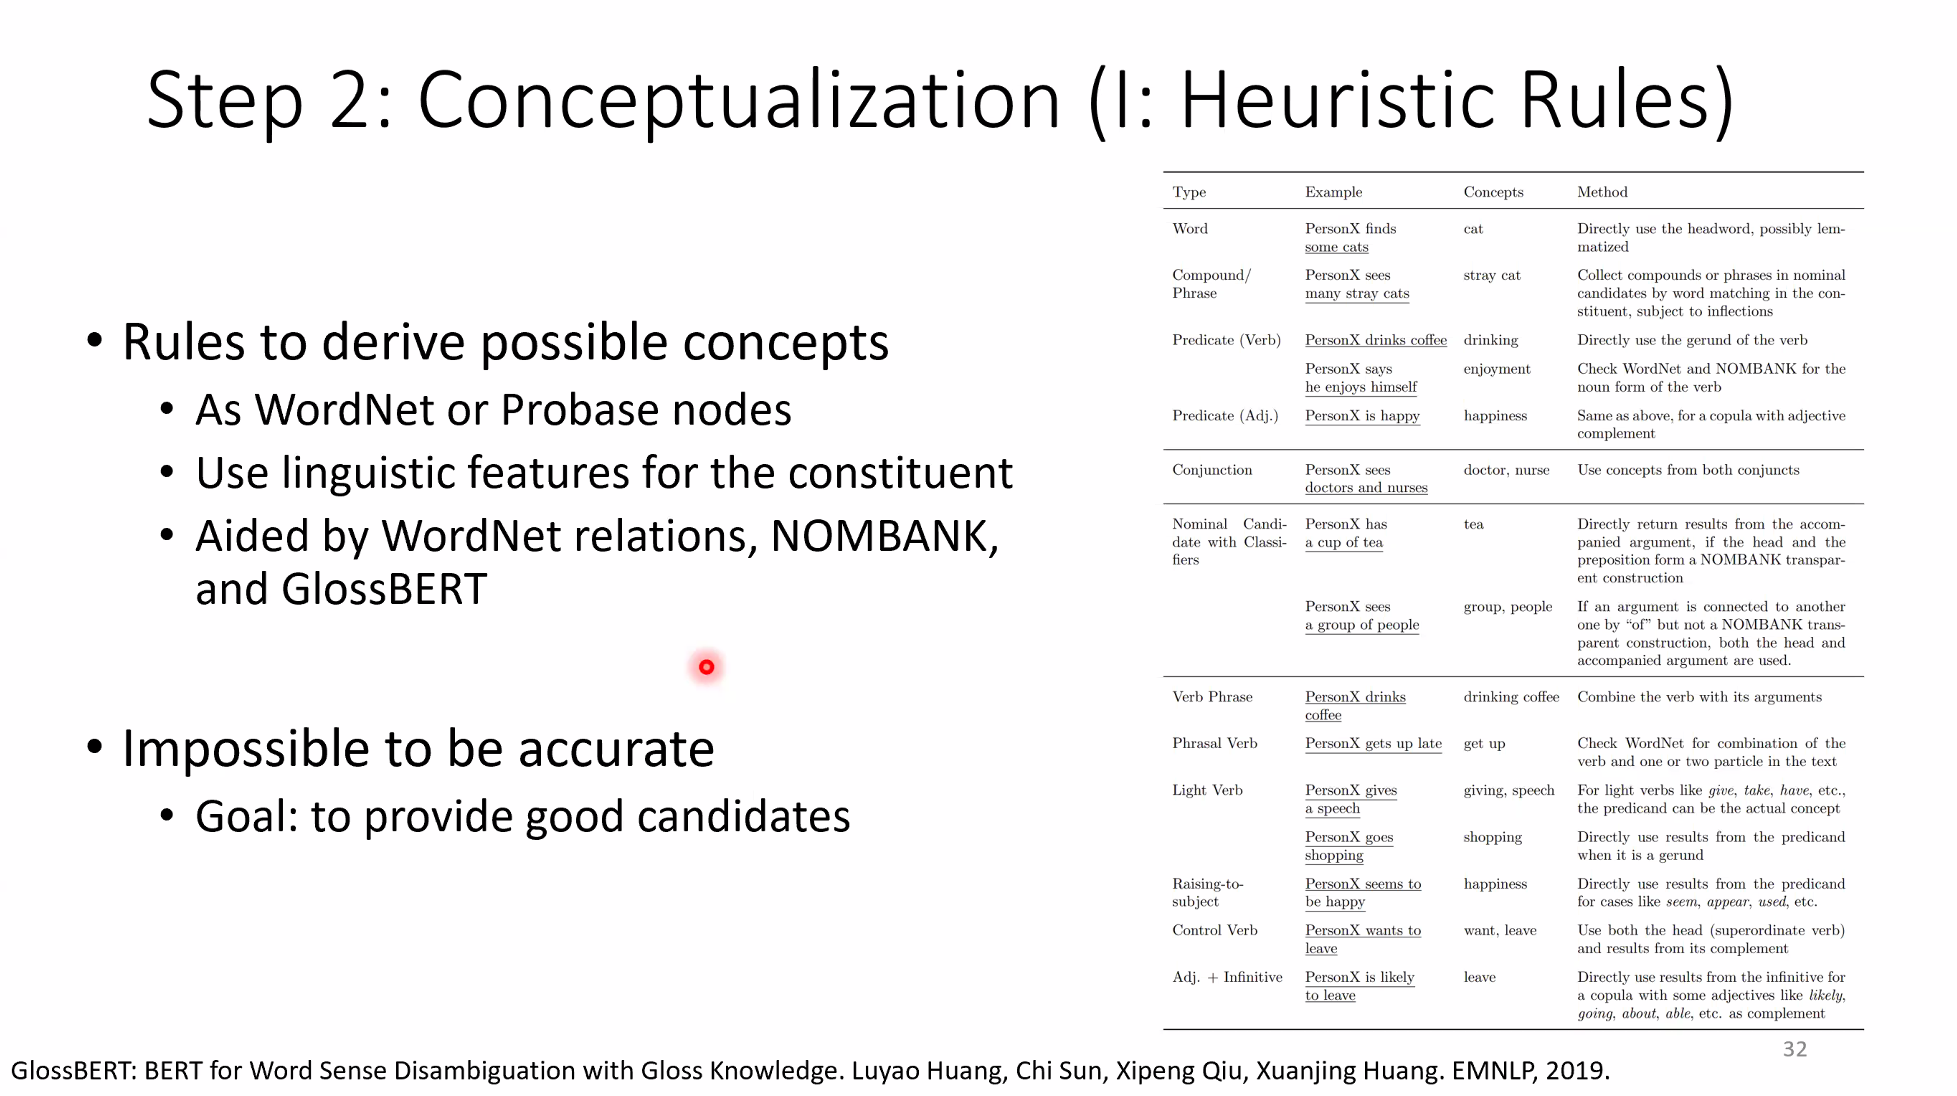 Step 2: Conceptualization (I: Heuristic Rules)
• Rules to derive possible concepts
• As WordNet or Probase nodes
• Use linguistic features for the constituent
• Aided by WordNet relations, NOMBANK,
and GlossBERT
• Impossible to be accurate
• Goal: to provide good candidates
Type Example Concepts Method
Word PersonX finds cat Directly use the headword, possibly lem-
some cats matized
Compound/ PersonX sees stray cat Collect compounds or phrases in nominal
Phrase many stray cats candidates by word matching in the con-
stituent, subject to inflections
Predicate (Verb) PersonX drinks coffee drinking Directly use the gerund of the verb
PersonX says enjoyment Check WordNet and NOMBANK for the
he enjoys himself noun form of the verb
Predicate (Adj.) PersonX is happy happiness Same as above, for a copula with adjective
complement
Conjunction PersonX sees doctor, nurse Use concepts from both conjuncts
doctors and nurses
Nominal Candi- PersonX has tea Directly return results from the accom-
date with Classi- a cup of tea panied argument, if the head and the
fiers preposition form a NOMBANK transpar-
ent construction
PersonX sees group, people If an argument is connected to another
a group of people one by “of” but not a NOMBANK trans-
parent construction, both the head and
accompanied argument are used.
Verb Phrase PersonX drinks drinking coffee Combine the verb with its arguments
coffee
Phrasal Verb PersonX gets up late get up Check WordNet for combination of the
verb and one or two particle in the text
Light Verb PersonX gives giving, speech For light verbs like give, take, have, etc.,
a speech the predicand can be the actual concept
PersonX goes shopping Directly use results from the predicand
shopping when it is a gerund
Raising-to- PersonX seems to happiness Directly use results from the predicand
subject be happy for cases like seem, appear, used, etc.
Control Verb PersonX wants to want, leave Use both the head (superordinate verb)
leave and results from its complement
Adj. + Infinitive PersonX is likely leave Directly use results from the infinitive for
to leave a copula with some adjectives like likely,
going, about, able, etc. as complement
32
GlossBERT: BERT for Word Sense Disambiguation with Gloss Knowledge. Luyao Huang, Chi Sun, Xipeng Qiu, Xuanjing Huang. EMNLP, 2019.